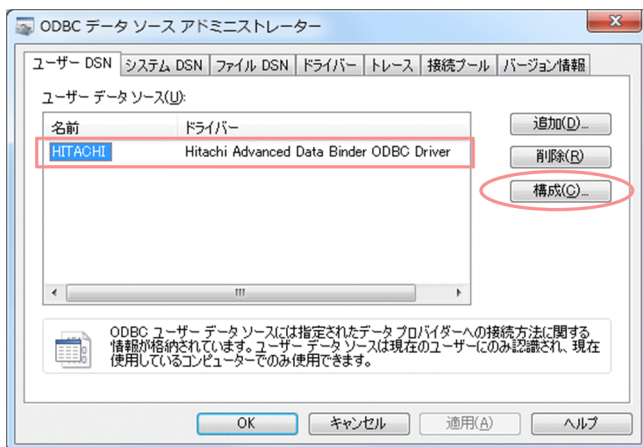 ODBC データ ソース アドミニストレーター
ユーザー DSN システム DSN ファイル DSN ドライバー トレース 接続プール バージョン情報
ユーザー データ ソース(U):
名前 ドライバー
HITACHI Hitachi Advanced Data Binder ODBC Driver
追加(D)...
削除(R)
構成(C)...
ODBC ユーザー データ ソースには指定されたデータ プロバイダーへの接続方法に関する
情報が格納されています。ユーザー データ ソースは現在のユーザーにのみ認識され、現在
使用しているコンピューターでのみ使用できます。
OK キャンセル 適用(A) ヘルプ